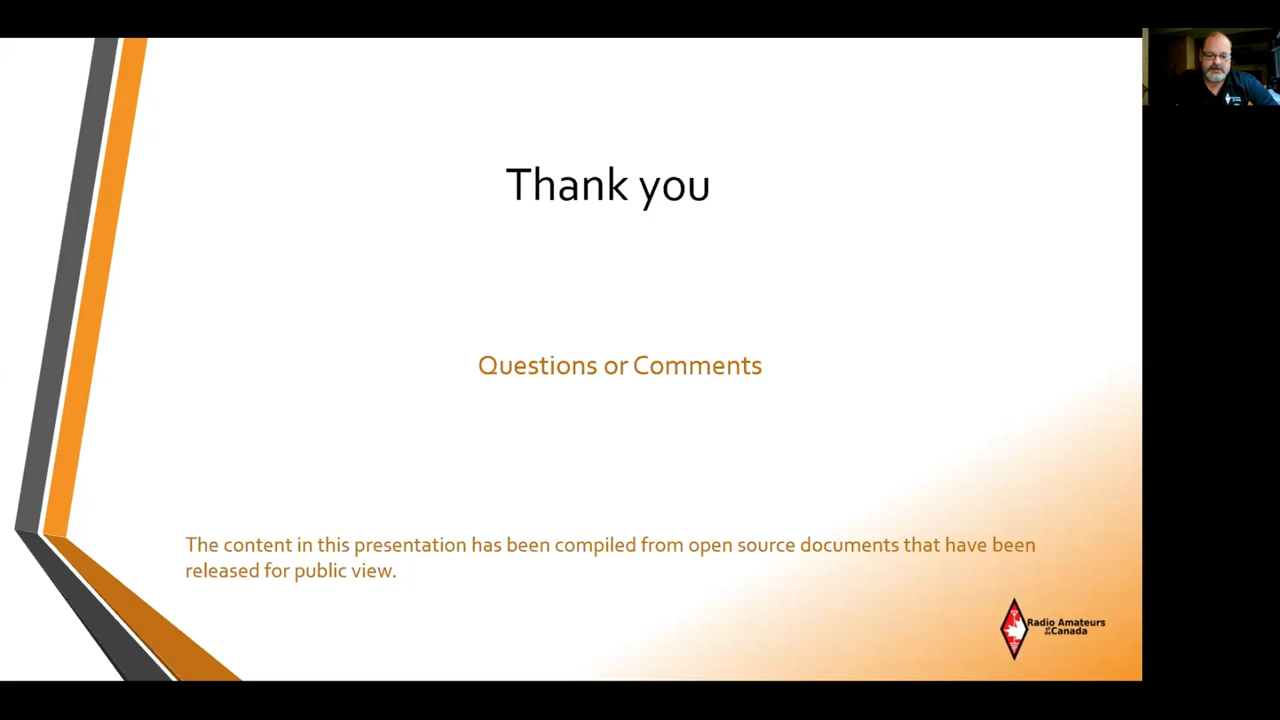 Thank you
Questions or Comments
The content in this presentation has been compiled from open source documents that have been
released for public view.
Radio Amateurs
Canada